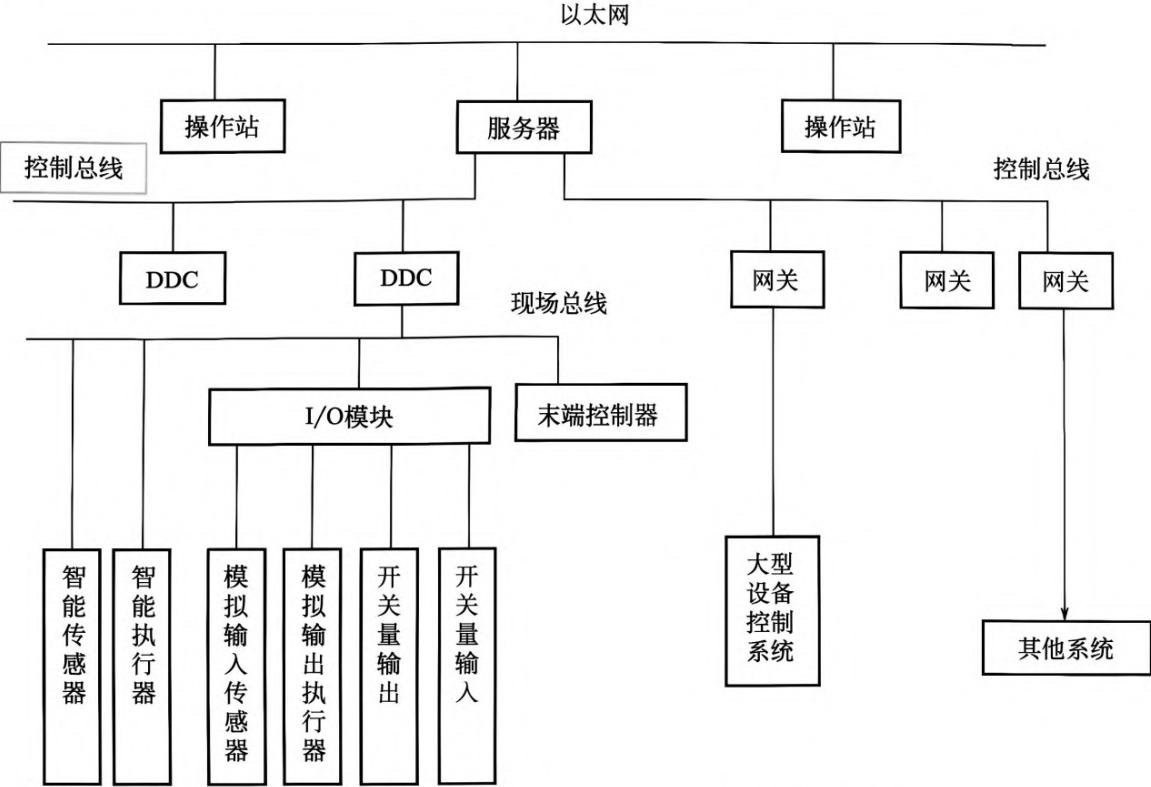 以太网
操作站
服务器
操作站
控制总线
控制总线
DDC
DDC
网关
网关
网关
现场总线
I/O模块
末端控制器
智能传感器
智能执行器
模拟输入传感器
模拟输出执行器
开关量输出
开关量输入
大型
设备
控制
系统
其他系统